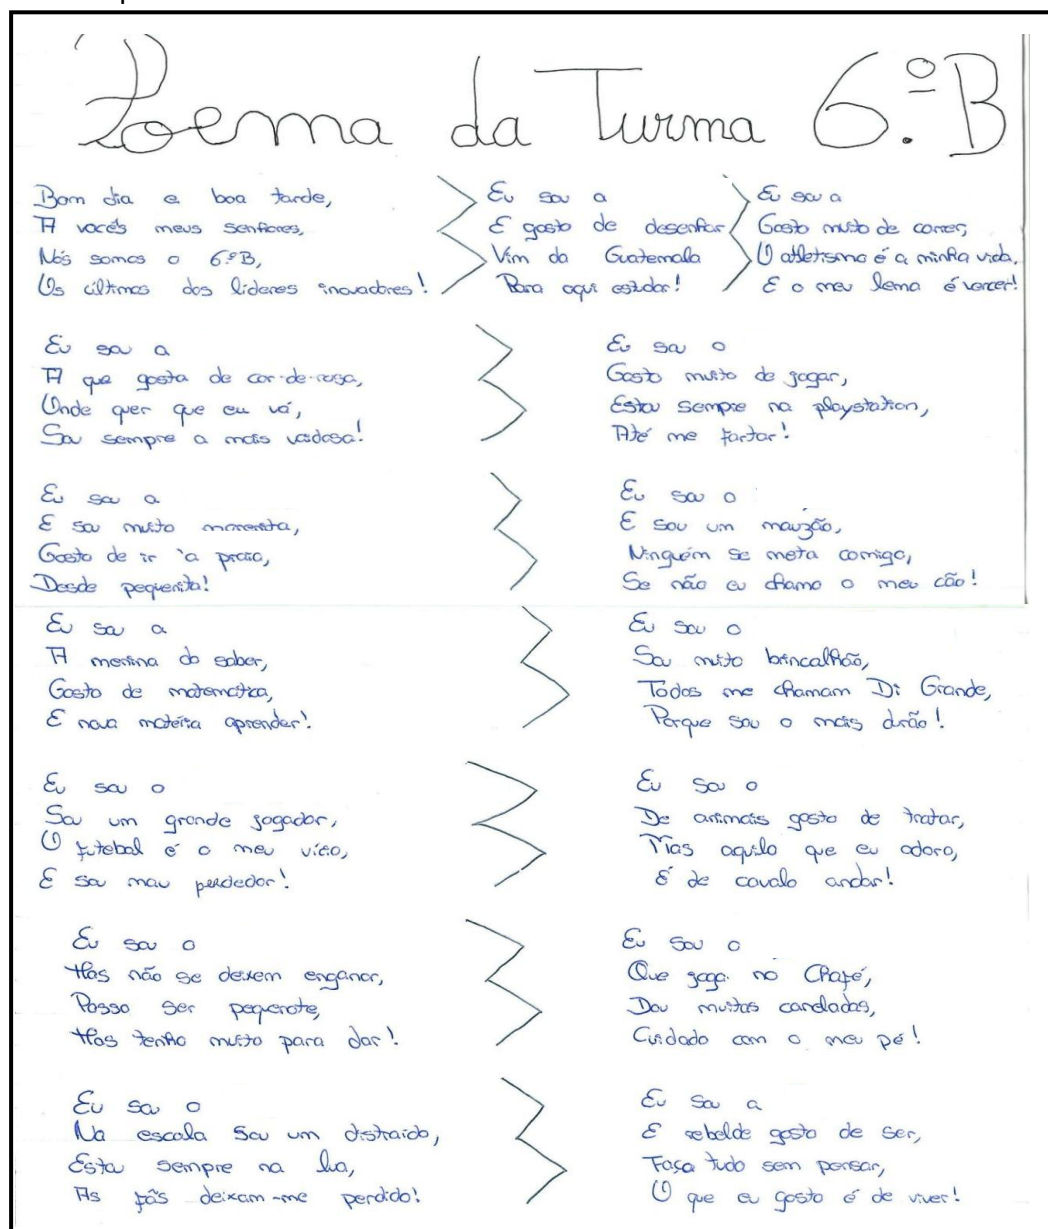 Poema da Turma 6.º B
Bom dia e boa tarde,
A vocês meus senhores,
Nós somos o 6.ºB,
Os últimos dos líderes inovadores!
Eu sou a
E gosto de desenhar
Vim da Guatemala
Para aqui estudar!
Eu sou a
Gosto muito de correr,
O atletismo é a minha vida,
E o meu lema é vencer!
Eu sou a
A que gosta de cor-de-rosa,
Onde quer que eu vá,
Sou sempre a mais vaidosa!
Eu sou o
Gosto muito de jogar,
Estou sempre na playstation,
Até me fartar!
Eu sou a
E sou muito morenita,
Gosto de ir à praia,
Desde pequenita!
Eu sou o
E sou um mauzão,
Ninguém se meta comigo,
Se não eu chamo o meu cão!
Eu sou a
A menina do saber,
Gosto de matemática,
E nova matéria aprender!
Eu sou o
Sou muito brincalhão,
Todos me chamam Di Grande,
Porque sou o mais durão!
Eu sou o
Sou um grande jogador,
O futebol é o meu vício,
E sou mau perdedor!
Eu sou o
De animais gosto de tratar,
Mas aquilo que eu adoro,
É de cavalo andar!
Eu sou o
Mas não se deixem enganar,
Posso ser pequerote,
Mas tenho muito para dar!
Eu sou o
Que joga no Chafé,
Dou muitas caneladas,
Cuidado com o meu pé!
Eu sou o
Na escola sou um distraído,
Estou sempre na lua,
As fãs deixam-me perdido!
Eu sou a
E rebelde gosto de ser,
Faço tudo sem pensar,
O que eu gosto é de viver!